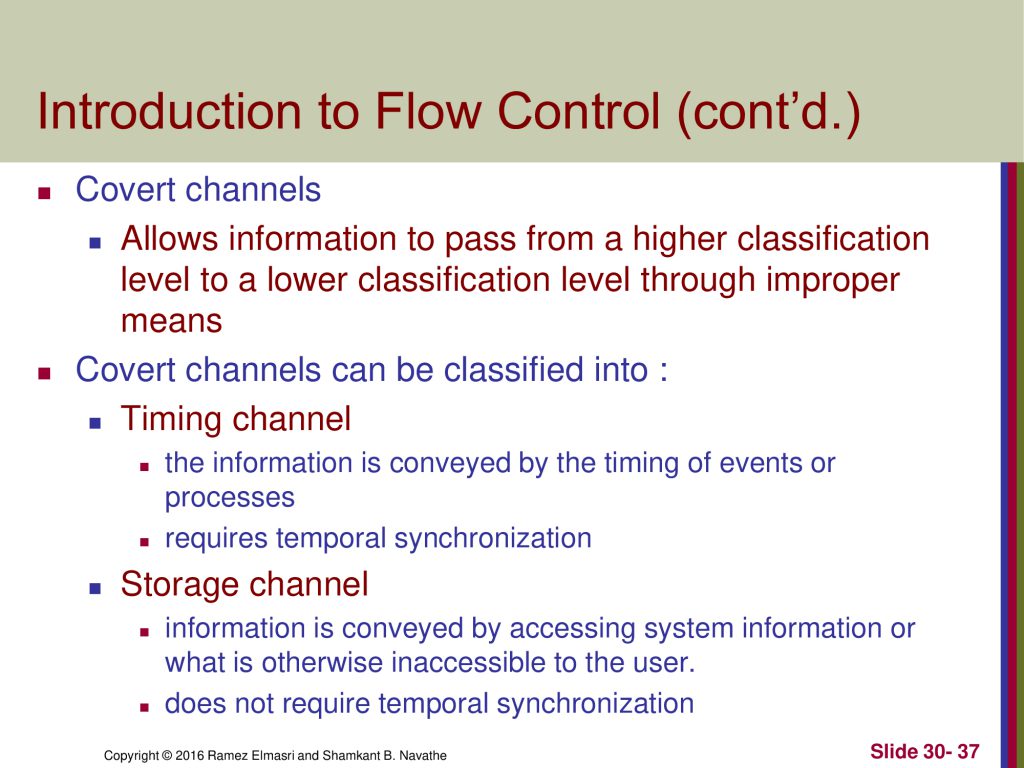 Introduction to Flow Control (cont’d.)
Covert channels
Allows information to pass from a higher classification
level to a lower classification level through improper
means
Covert channels can be classified into :
Timing channel
the information is conveyed by the timing of events or
processes
requires temporal synchronization
Storage channel
information is conveyed by accessing system information or
what is otherwise inaccessible to the user.
does not require temporal synchronization
Copyright © 2016 Ramez Elmasri and Shamkant B. Navathe
Slide 30- 37